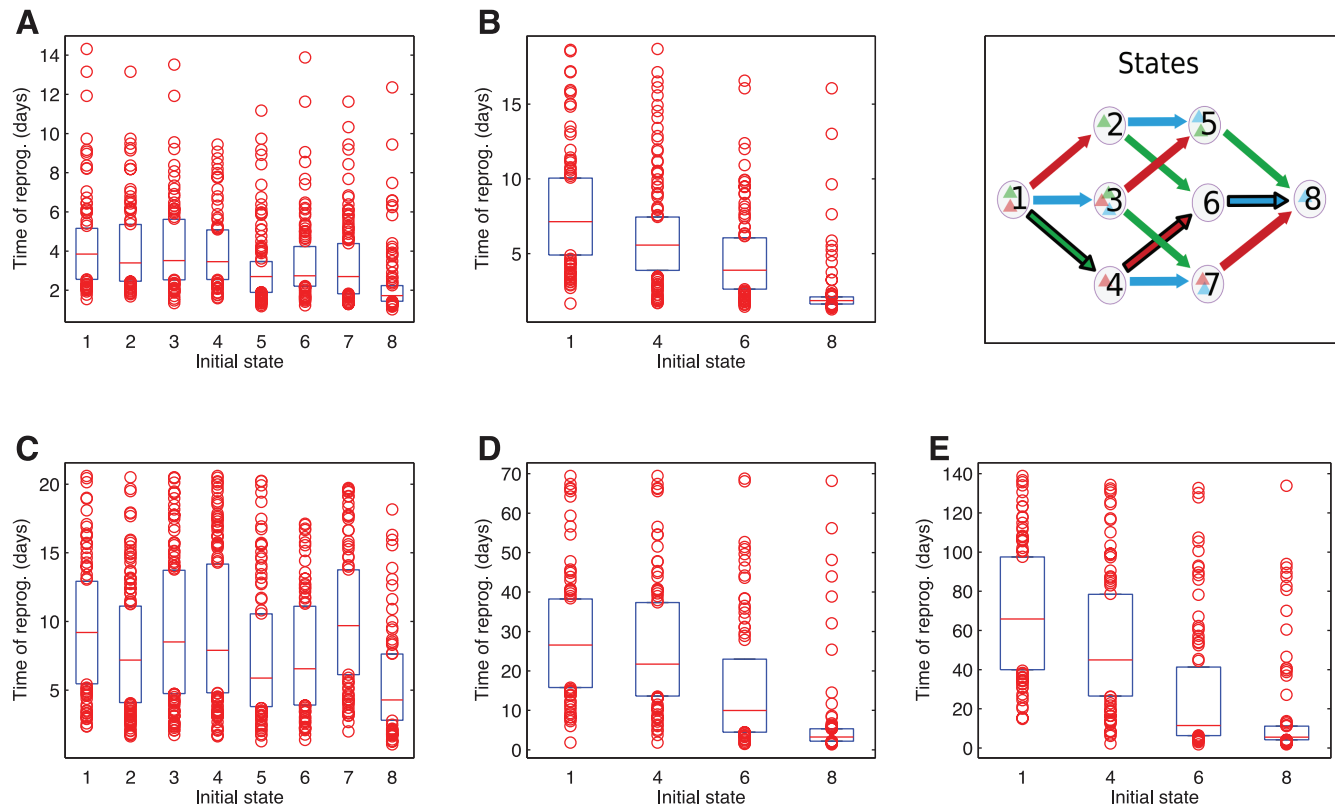 A
Time of reprog. (days)
14
12
10
8
6
4
2
1 2 3 4 5 6 7 8
Initial state
B
Time of reprog. (days)
15
10
5
1 4 6 8
Initial state
States
2 5
1 3 6 8
4 7
C
Time of reprog. (days)
20
15
10
5
1 2 3 4 5 6 7 8
Initial state
D
Time of reprog. (days)
70
60
50
40
30
20
10
0
1 4 6 8
Initial state
E
Time of reprog. (days)
140
120
100
80
60
40
20
0
1 4 6 8
Initial state